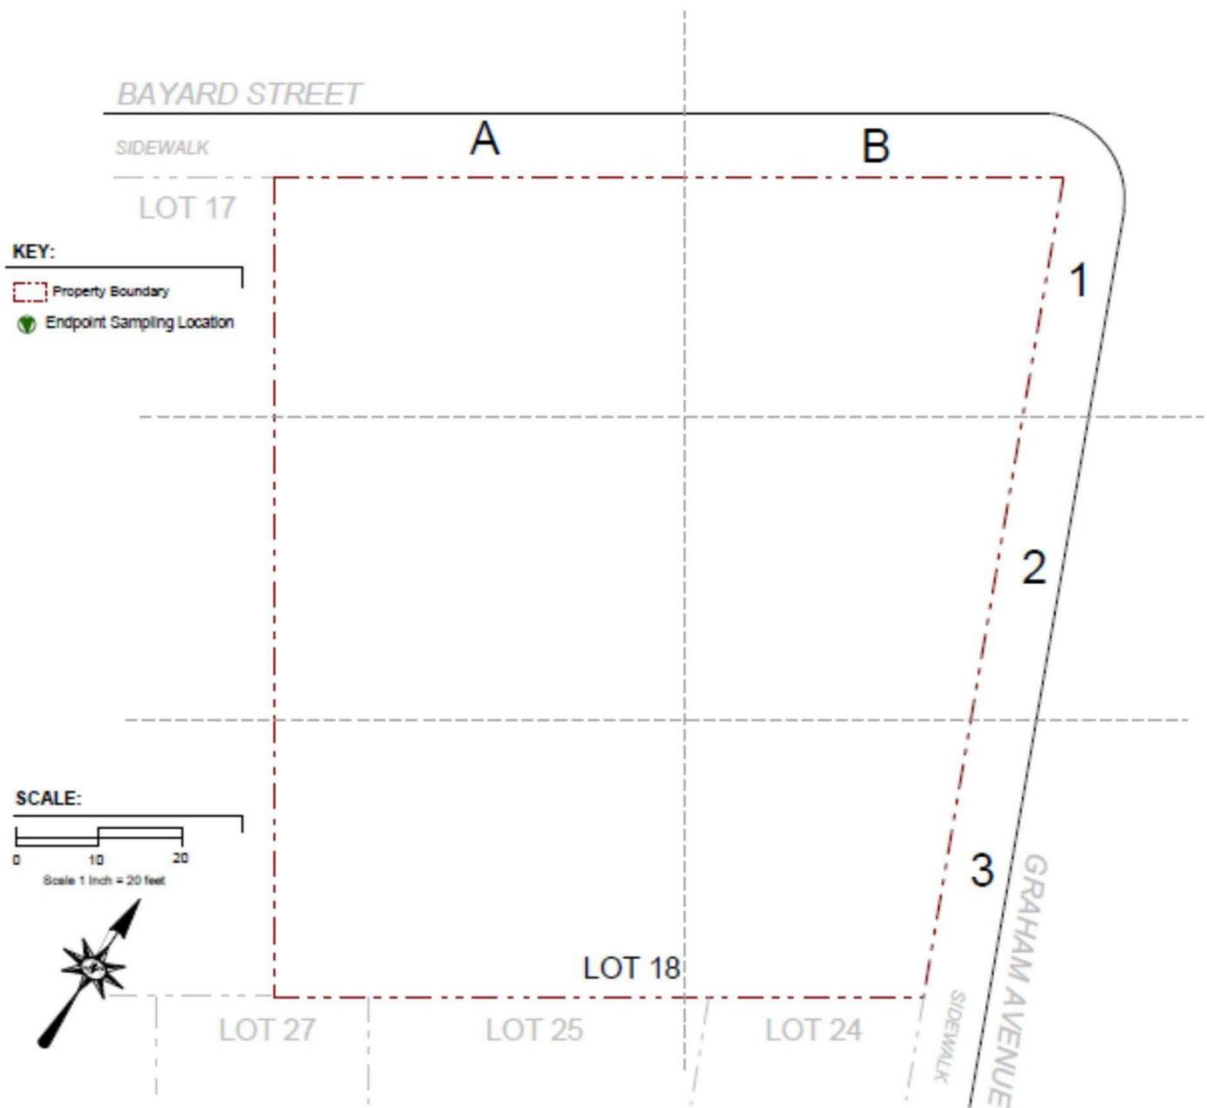 BAYARD STREET
A
B
SIDEWALK
LOT 17
KEY:
1
Property Boundary
Endpoint Sampling Location
2
SCALE:
0 10 20
Scale 1 Inch = 20 feet
3
GRAHAM AVENUE
LOT 18
SIDEWALK
LOT 27
LOT 25
LOT 24